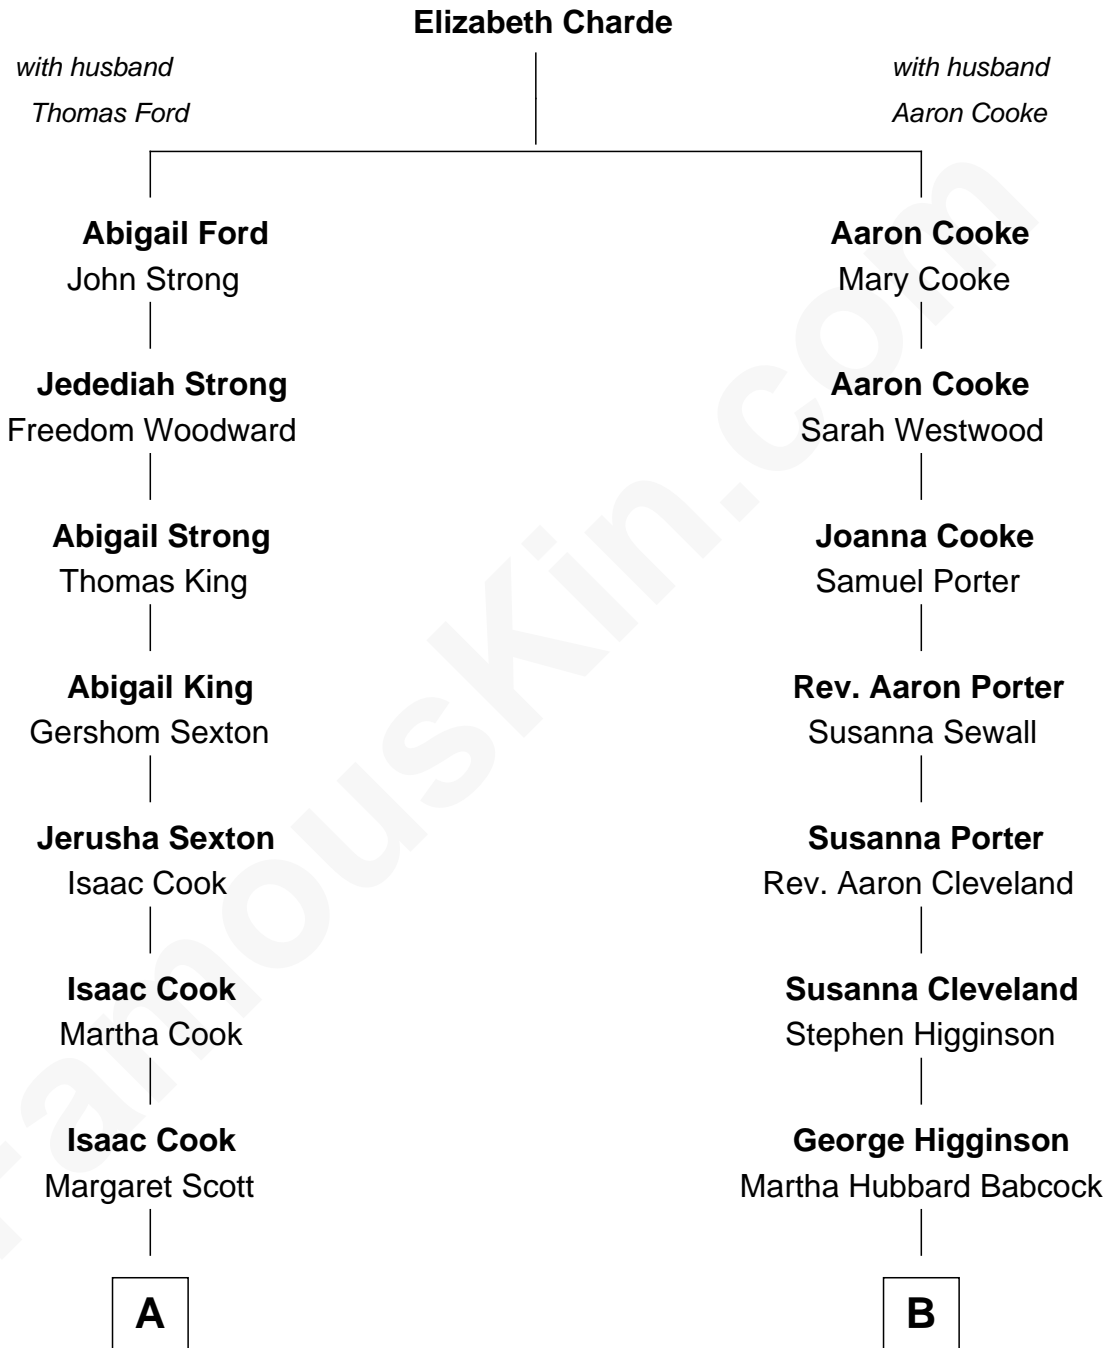 Elizabeth Charde
with husband
Thomas Ford
with husband
Aaron Cooke
Abigail Ford
John Strong
Aaron Cooke
Mary Cooke
Jedediah Strong
Freedom Woodward
Aaron Cooke
Sarah Westwood
Abigail Strong
Thomas King
Joanna Cooke
Samuel Porter
Abigail King
Gershom Sexton
Rev. Aaron Porter
Susanna Sewall
Jerusha Sexton
Isaac Cook
Susanna Porter
Rev. Aaron Cleveland
Isaac Cook
Martha Cook
Susanna Cleveland
Stephen Higginson
Isaac Cook
Margaret Scott
George Higginson
Martha Hubbard Babcock
A
B
FamousKin.com